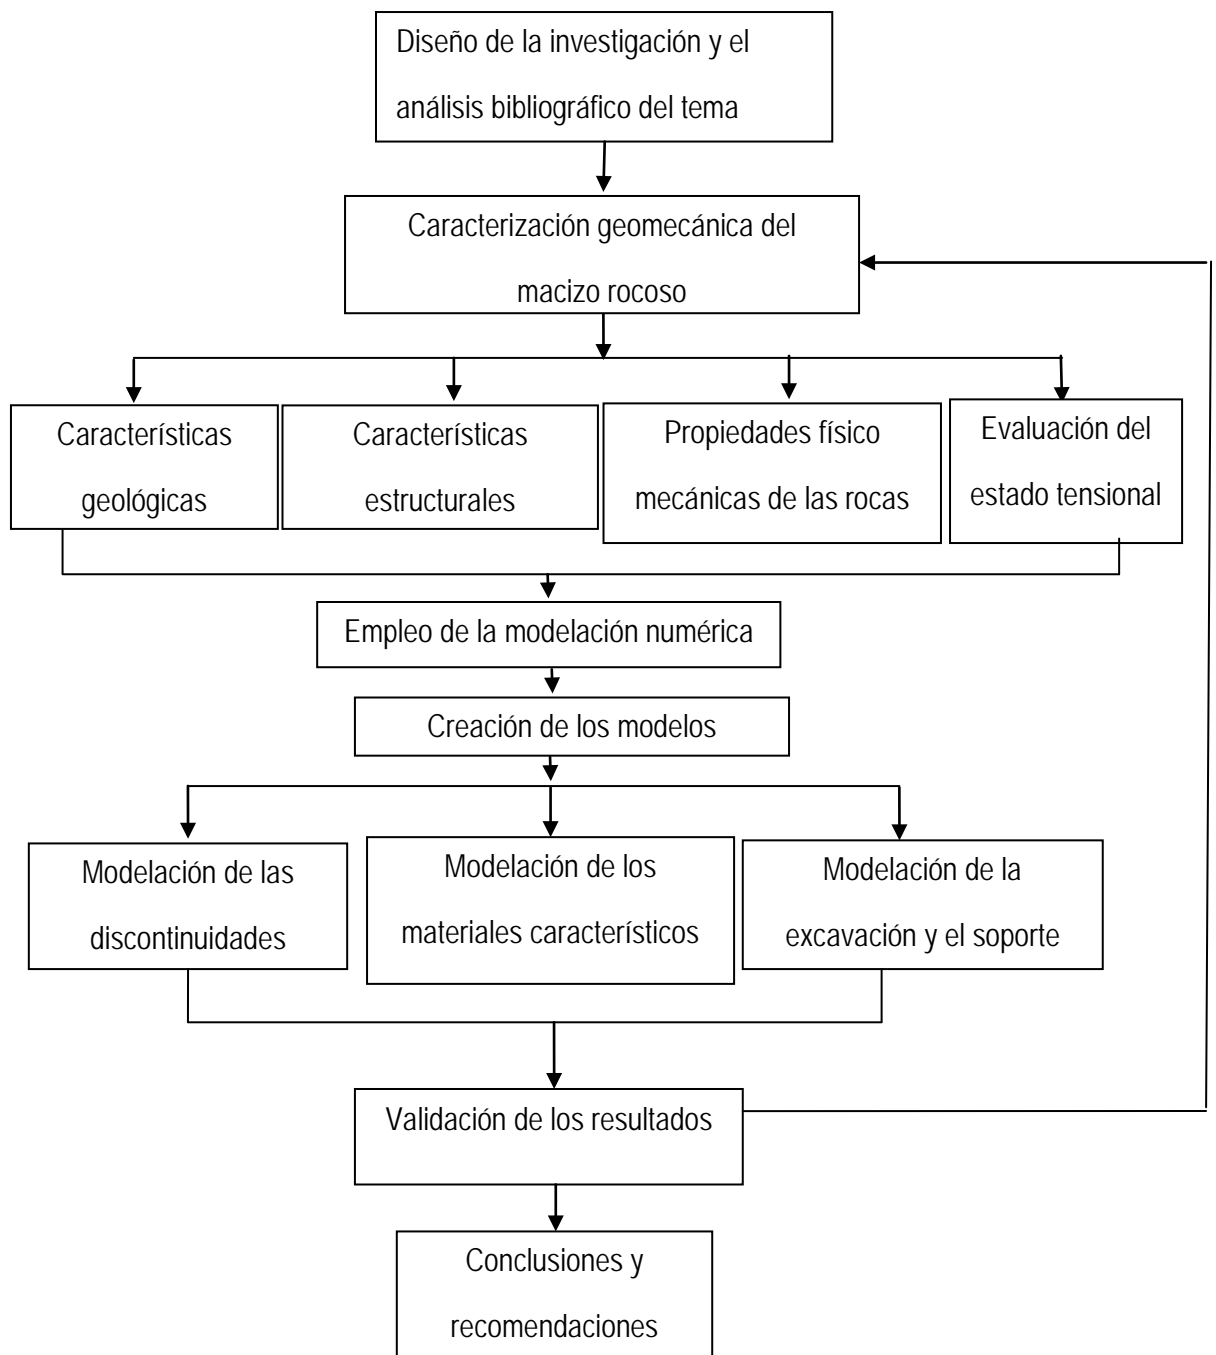 Diseño de la investigación y el
análisis bibliográfico del tema
Caracterización geomecánica del
macizo rocoso
Características
geológicas
Características
estructurales
Propiedades físico
mecánicas de las rocas
Evaluación del
estado tensional
Empleo de la modelación numérica
Creación de los modelos
Modelación de las
discontinuidades
Modelación de los
materiales característicos
Modelación de la
excavación y el soporte
Validación de los resultados
Conclusiones y
recomendaciones